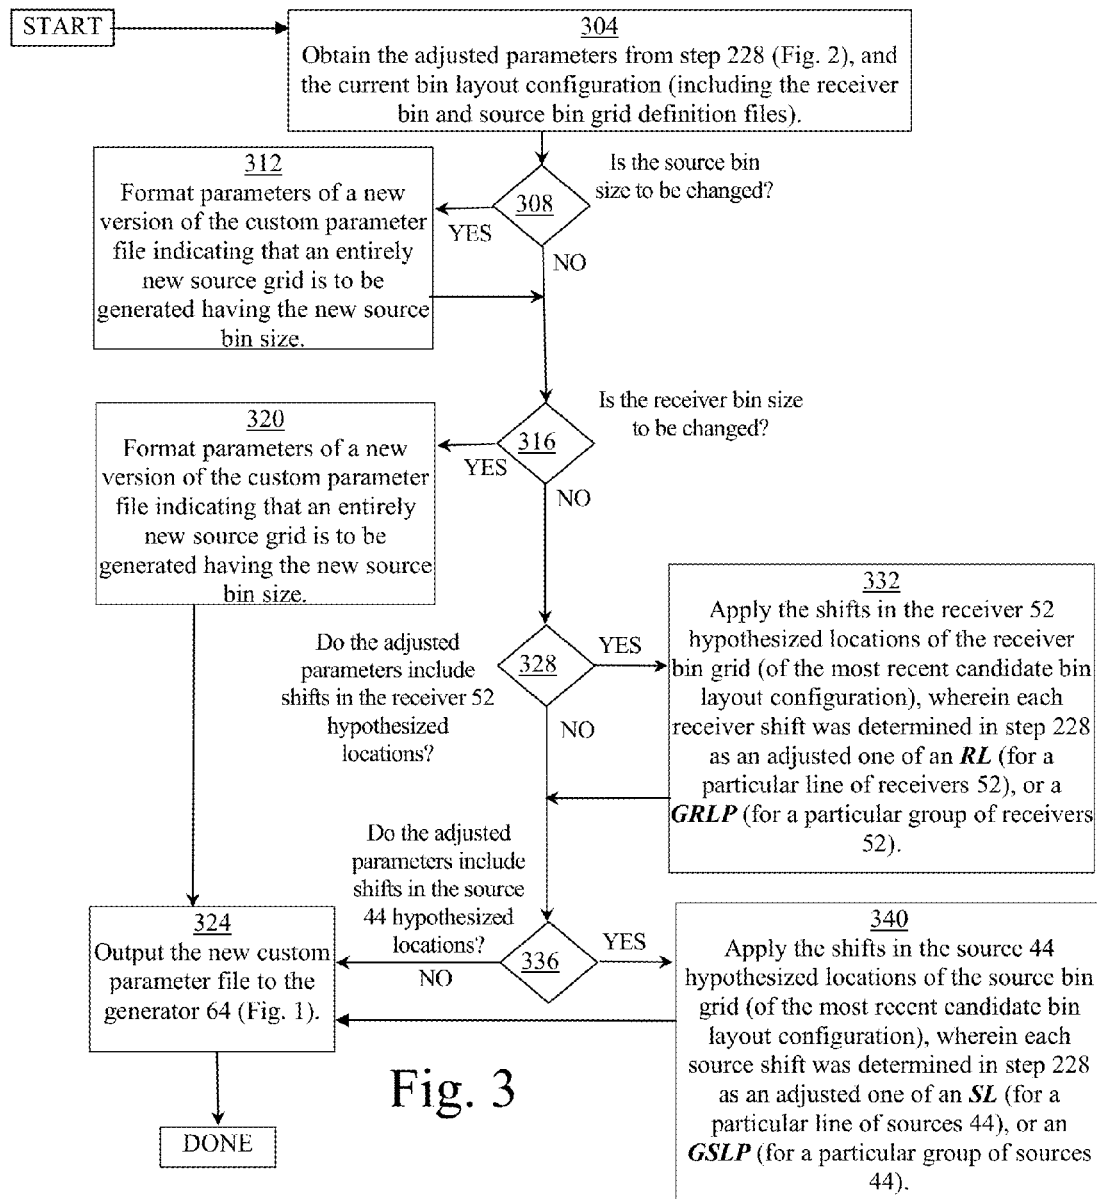 START
304
Obtain the adjusted parameters from step 228 (Fig. 2), and
the current bin layout configuration (including the receiver
bin and source bin grid definition files).
Is the source bin
size to be changed?
308
YES
NO
312
Format parameters of a new
version of the custom parameter
file indicating that an entirely
new source grid is to be
generated having the new source
bin size.
Is the receiver bin size
to be changed?
316
YES
NO
320
Format parameters of a new
version of the custom parameter
file indicating that an entirely
new source grid is to be
generated having the new source
bin size.
Do the adjusted
parameters include
shifts in the receiver 52
hypothesized
locations?
328
YES
NO
332
Apply the shifts in the receiver 52
hypothesized locations of the receiver
bin grid (of the most recent candidate bin
layout configuration), wherein each
receiver shift was determined in step 228
as an adjusted one of an RL (for a
particular line of receivers 52), or a
GRLP (for a particular group of receivers
52).
Do the adjusted
parameters include
shifts in the source
44 hypothesized
locations?
336
YES
NO
340
Apply the shifts in the source 44
hypothesized locations of the source bin
grid (of the most recent candidate bin
layout configuration), wherein each
source shift was determined in step 228
as an adjusted one of an SL (for a
particular line of sources 44), or an
GSLP (for a particular group of sources
44).
324
Output the new custom
parameter file to the
generator 64 (Fig. 1).
DONE
Fig. 3